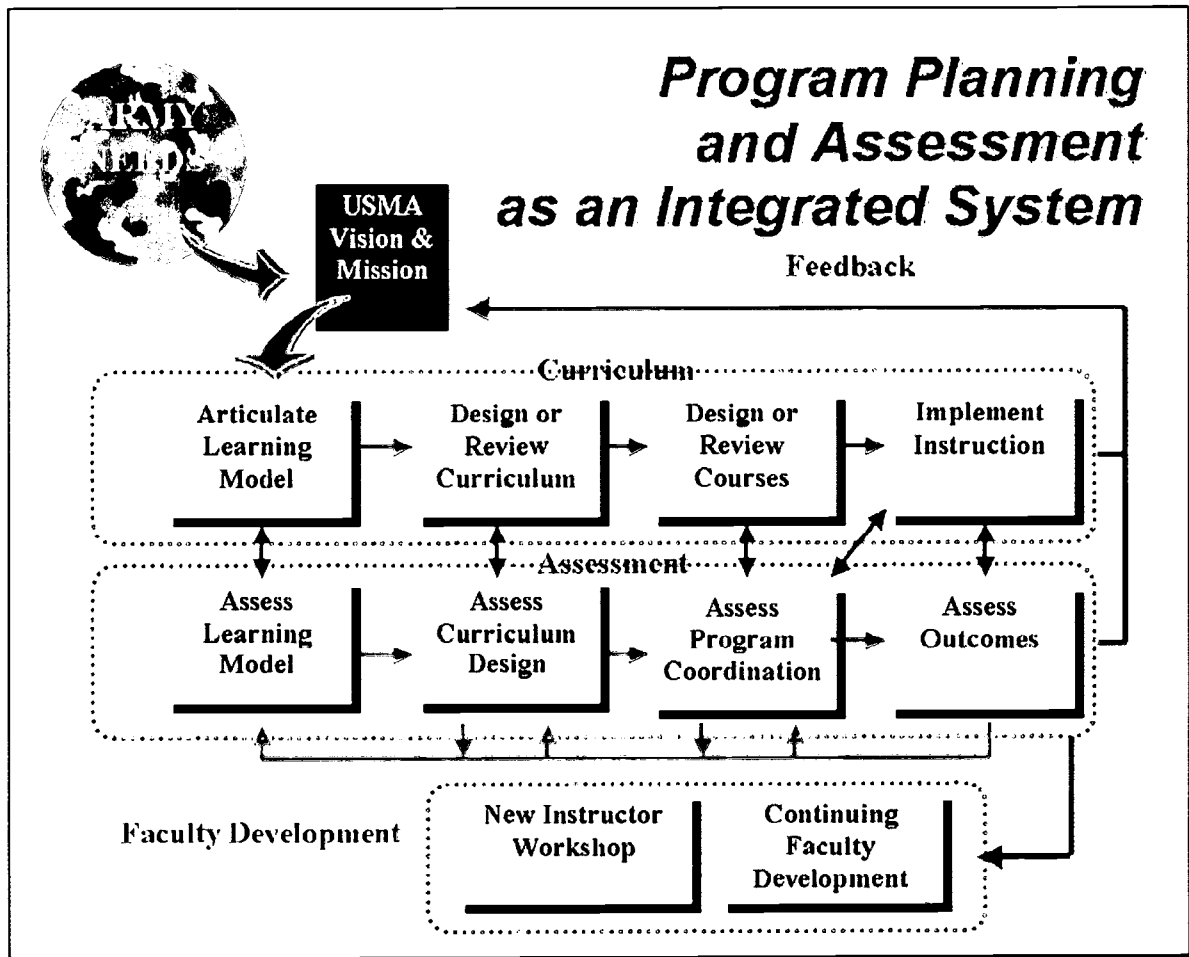 ARMY
NEEDS
Program Planning
and Assessment
as an Integrated System
USMA
Vision &
Mission
Feedback
Curriculum
Articulate
Learning
Model
Design or
Review
Curriculum
Design or
Review
Courses
Implement
Instruction
Assessment
Assess
Learning
Model
Assess
Curriculum
Design
Assess
Program
Coordination
Assess
Outcomes
Faculty Development
New Instructor
Workshop
Continuing
Faculty
Development